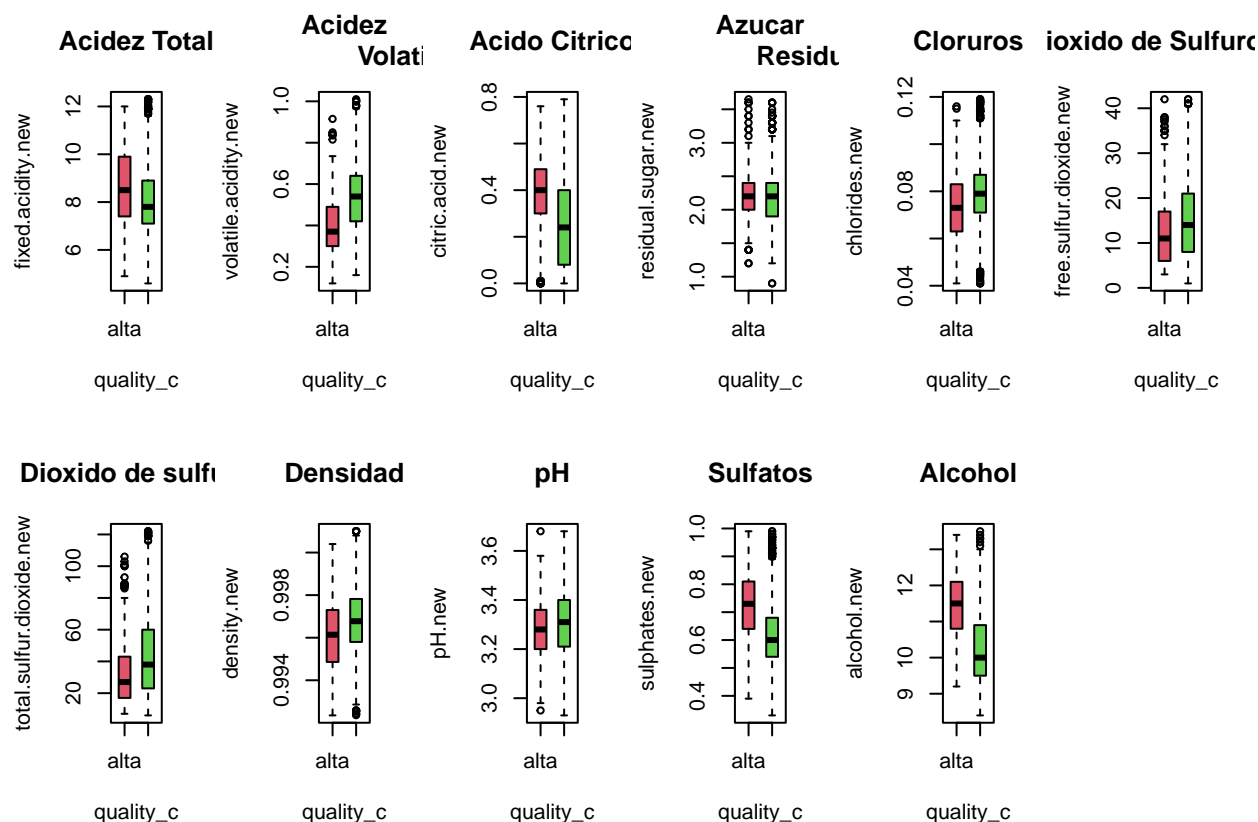 Acidez Total
fixed.acidity.new
12
10
8
6
alta
quality_c
Acidez
Volati
volatile.acidity.new
1.0
0.6
0.2
alta
quality_c
Acido Citrico
citric.acid.new
0.8
0.4
0.0
alta
quality_c
Azucar
Residu
residual.sugar.new
3.0
2.0
1.0
alta
quality_c
Cloruros
chlorides.new
0.12
0.08
0.04
alta
quality_c
ioxido de Sulfuro
free.sulfur.dioxide.new
40
30
20
10
0
alta
quality_c
Dioxido de sulfu
total.sulfur.dioxide.new
100
60
20
alta
quality_c
Densidad
density.new
0.998
0.994
alta
quality_c
pH
pH.new
3.6
3.4
3.2
3.0
alta
quality_c
Sulfatos
sulphates.new
1.0
0.8
0.6
0.4
alta
quality_c
Alcohol
alcohol.new
12
10
9
alta
quality_c